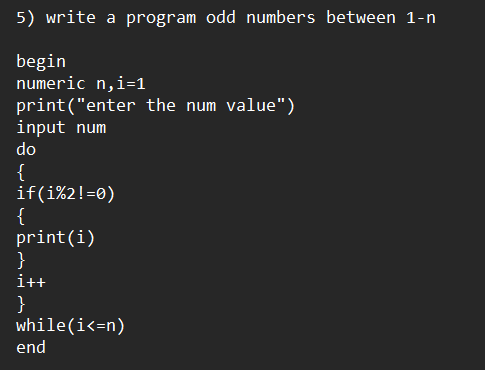 5) write a program odd numbers between 1-n
begin
numeric n,i=1
print("enter the num value")
input num
do
{
if(i%2!=0)
{
print(i)
}
i++
}
while(i<=n)
end